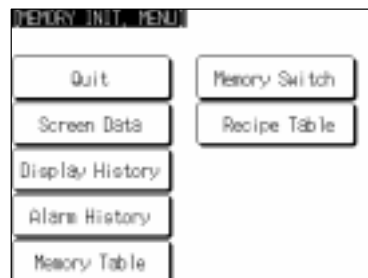 [MEMORY INIT. MENU]
Quit
Memory Switch
Screen Data
Recipe Table
Display History
Alarm History
Memory Table